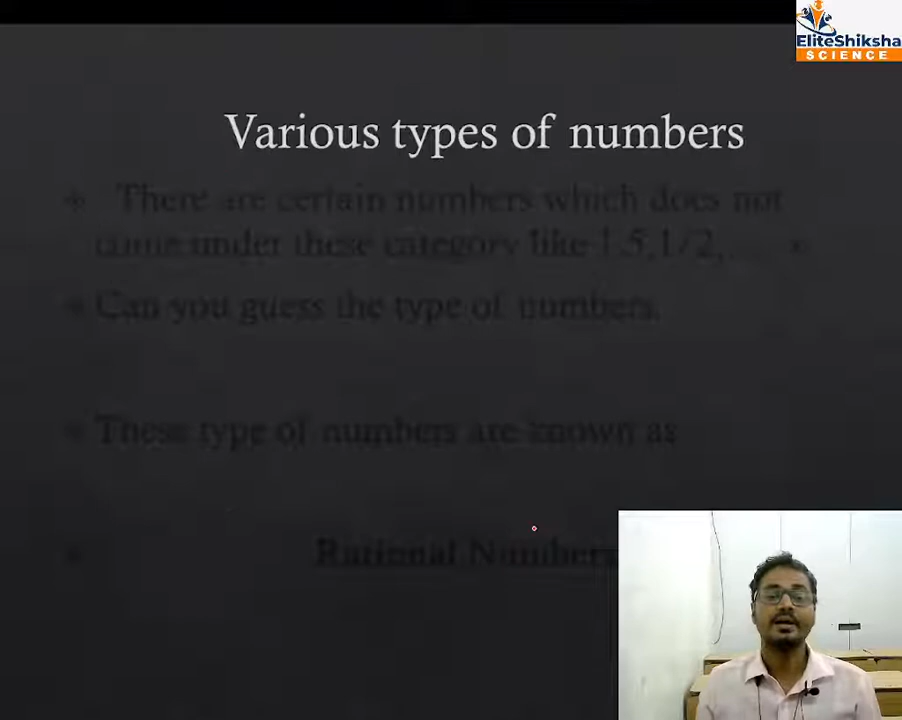 EliteShiksha
SCIENCE
Various types of numbers
There are certain numbers which does not
come under these category like 1.5,1/2,....
Can you guess the type of numbers.
These type of numbers are known as
Rational Numbers